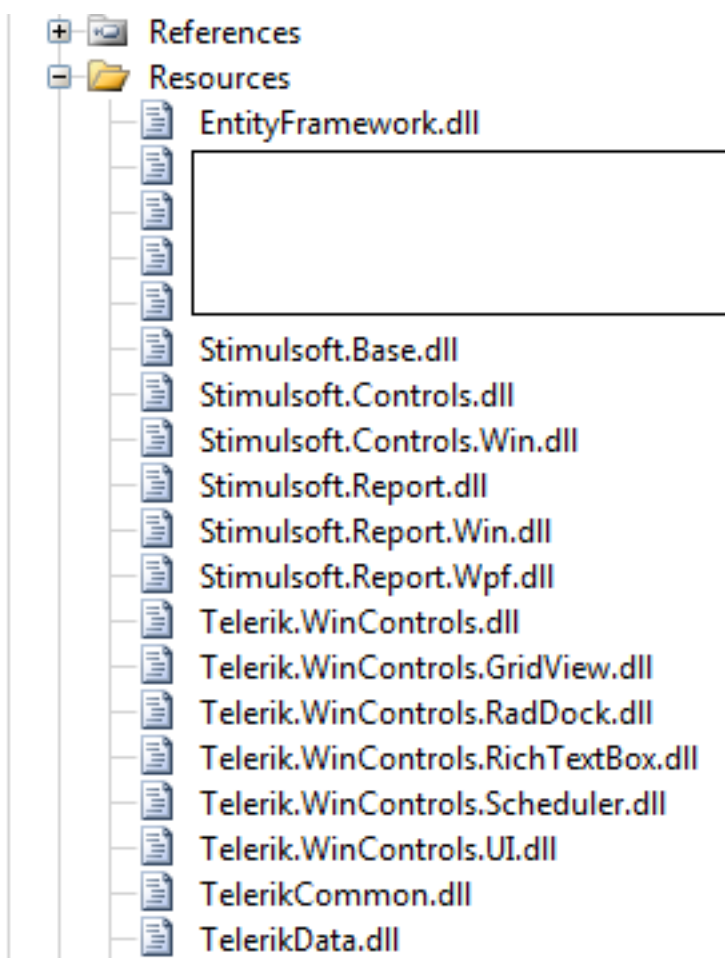 References
Resources
EntityFramework.dll
Stimulsoft.Base.dll
Stimulsoft.Controls.dll
Stimulsoft.Controls.Win.dll
Stimulsoft.Report.dll
Stimulsoft.Report.Win.dll
Stimulsoft.Report.Wpf.dll
Telerik.WinControls.dll
Telerik.WinControls.GridView.dll
Telerik.WinControls.RadDock.dll
Telerik.WinControls.RichTextBox.dll
Telerik.WinControls.Scheduler.dll
Telerik.WinControls.UI.dll
TelerikCommon.dll
TelerikData.dll